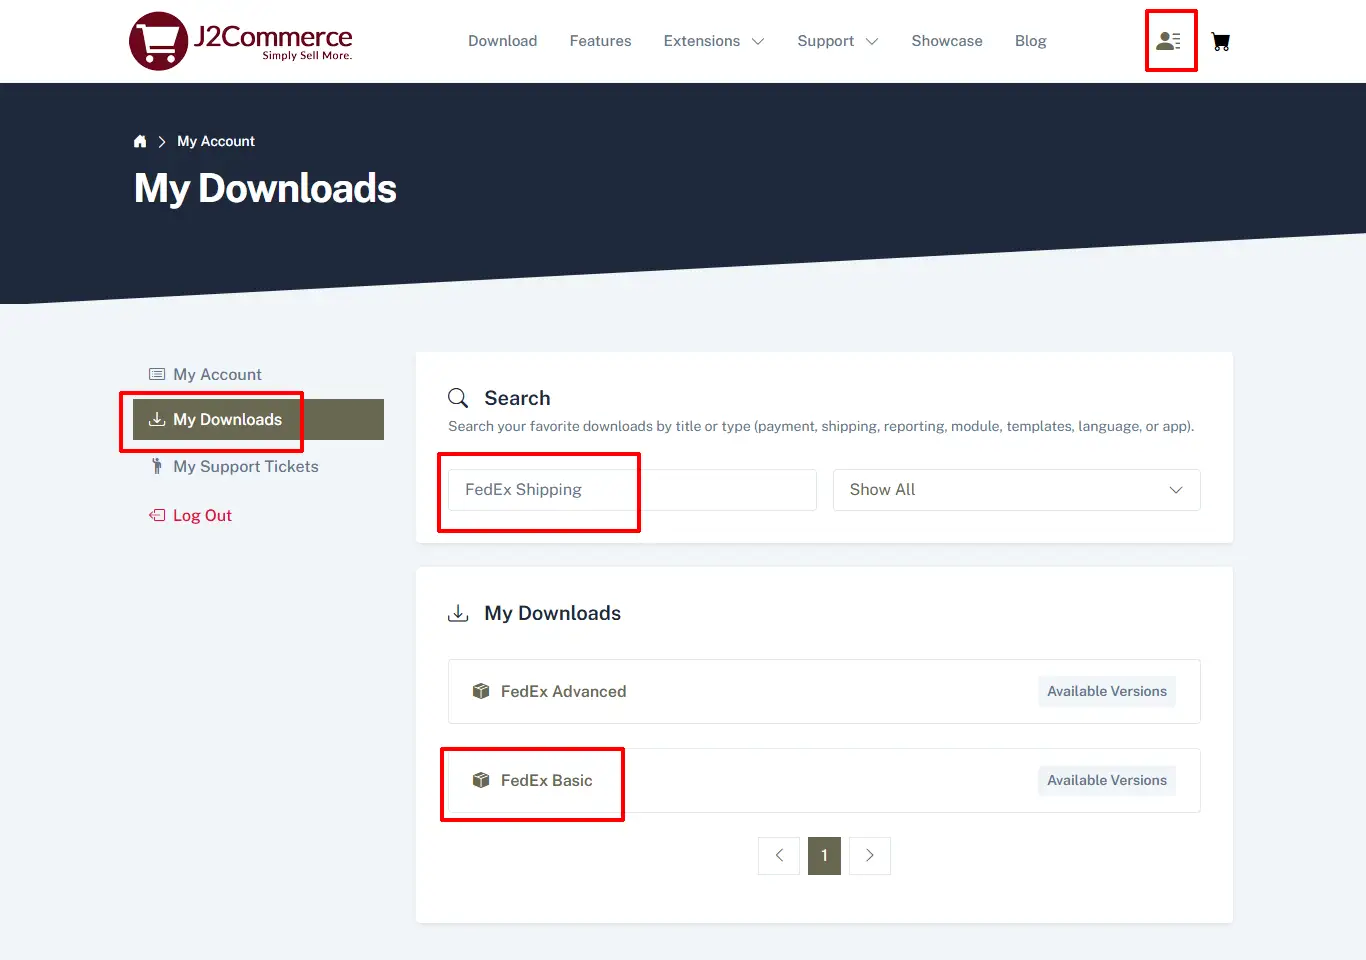 J2Commerce
Simply Sell More.
Download Features Extensions Support Showcase Blog
My Account
My Downloads
My Account
My Downloads
My Support Tickets
Log Out
Search
Search your favorite downloads by title or type (payment, shipping, reporting, module, templates, language, or app).
FedEx Shipping
Show All
My Downloads
FedEx Advanced
Available Versions
FedEx Basic
Available Versions
1